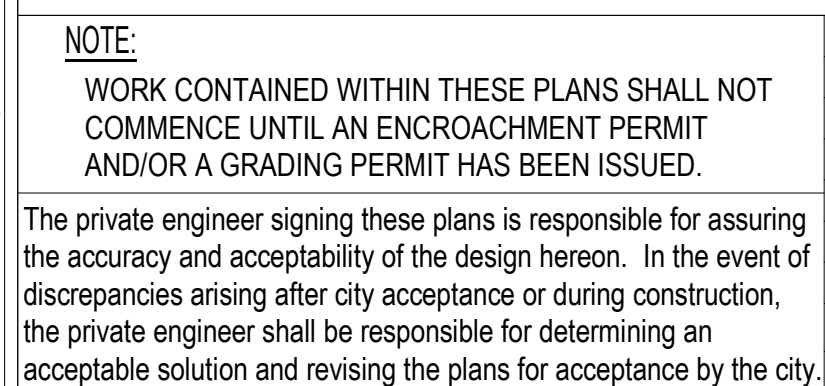 NOTE:
WORK CONTAINED WITHIN THESE PLANS SHALL NOT
COMMENCE UNTIL AN ENCROACHMENT PERMIT
AND/OR A GRADING PERMIT HAS BEEN ISSUED.
The private engineer signing these plans is responsible for assuring
the accuracy and acceptability of the design hereon.  In the event of
discrepancies arising after city acceptance or during construction,
the private engineer shall be responsible for determining an
acceptable solution and revising the plans for acceptance by the city.